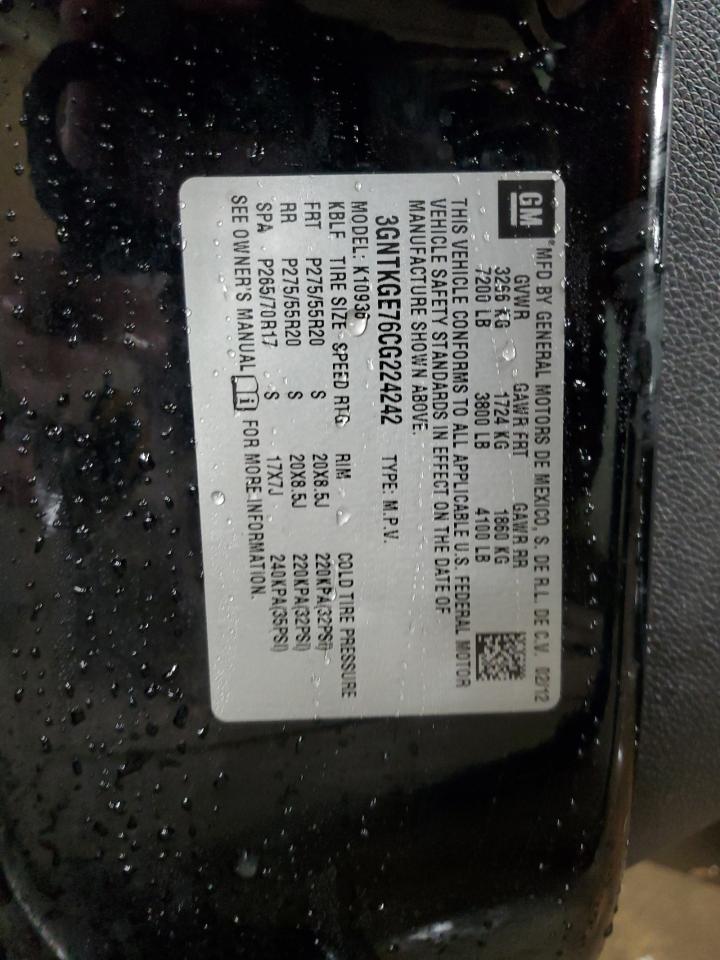 GM
®MFD BY GENERAL MOTORS DE MEXICO, S. DE R.L. DE C.V. 02/12
GVWR GAWR FRT GAWR RR
3266 KG 1724 KG 1860 KG
7200 LB 3800 LB 4100 LB
THIS VEHICLE CONFORMS TO ALL APPLICABLE U.S. FEDERAL MOTOR
VEHICLE SAFETY STANDARDS IN EFFECT ON THE DATE OF
MANUFACTURE SHOWN ABOVE.
3GNTKGE76CG224242 TYPE: M.P.V.
MODEL: K10936
KBLF TIRE SIZE SPEED RTG RIM COLD TIRE PRESSURE
FRT P275/55R20 S 20X8.5J 220KPA(32PSI)
RR P275/55R20 S 20X8.5J 220KPA(32PSI)
SPA P265/70R17 S 17X7J 240KPA(35PSI)
SEE OWNER'S MANUAL i FOR MORE INFORMATION.